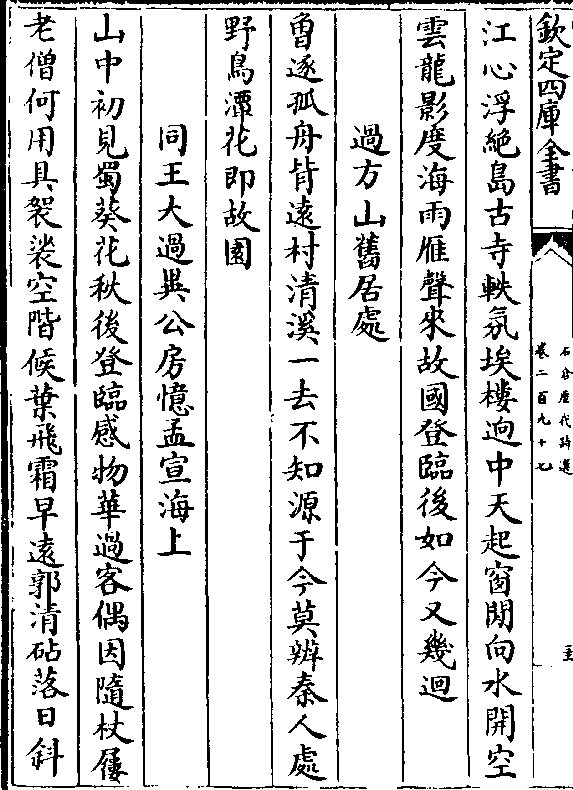 欽定四庫全書
石倉歷代詩選
卷二百九十七
江心浮絶島古寺軼氛埃樓迥中天起窗閒向水開空
雲龍影度海雨雁聲來故國登臨後如今又幾迴
過方山舊居處
曾逐孤舟背遠村清溪一去不知源于今莫辨秦人處
野鳥潭花即故園
同王大過㒷公房憶孟宣海上
山中初見蜀葵花秋後登臨感物華過客偶因隨杖屨
老僧何用具袈裟空階候葉飛霜早遠郭清砧落日斜